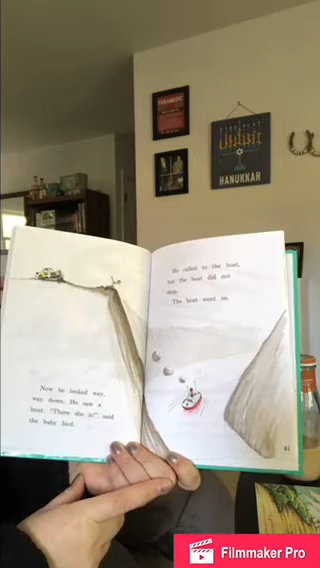 PARAMEDIC
HANUKKAH
Now he looked way,
way down. He saw a
boat. "There she is!" said
the baby bird.
He called to the boat,
but the boat did not
stop.
The boat went on.
41
Filmmaker Pro